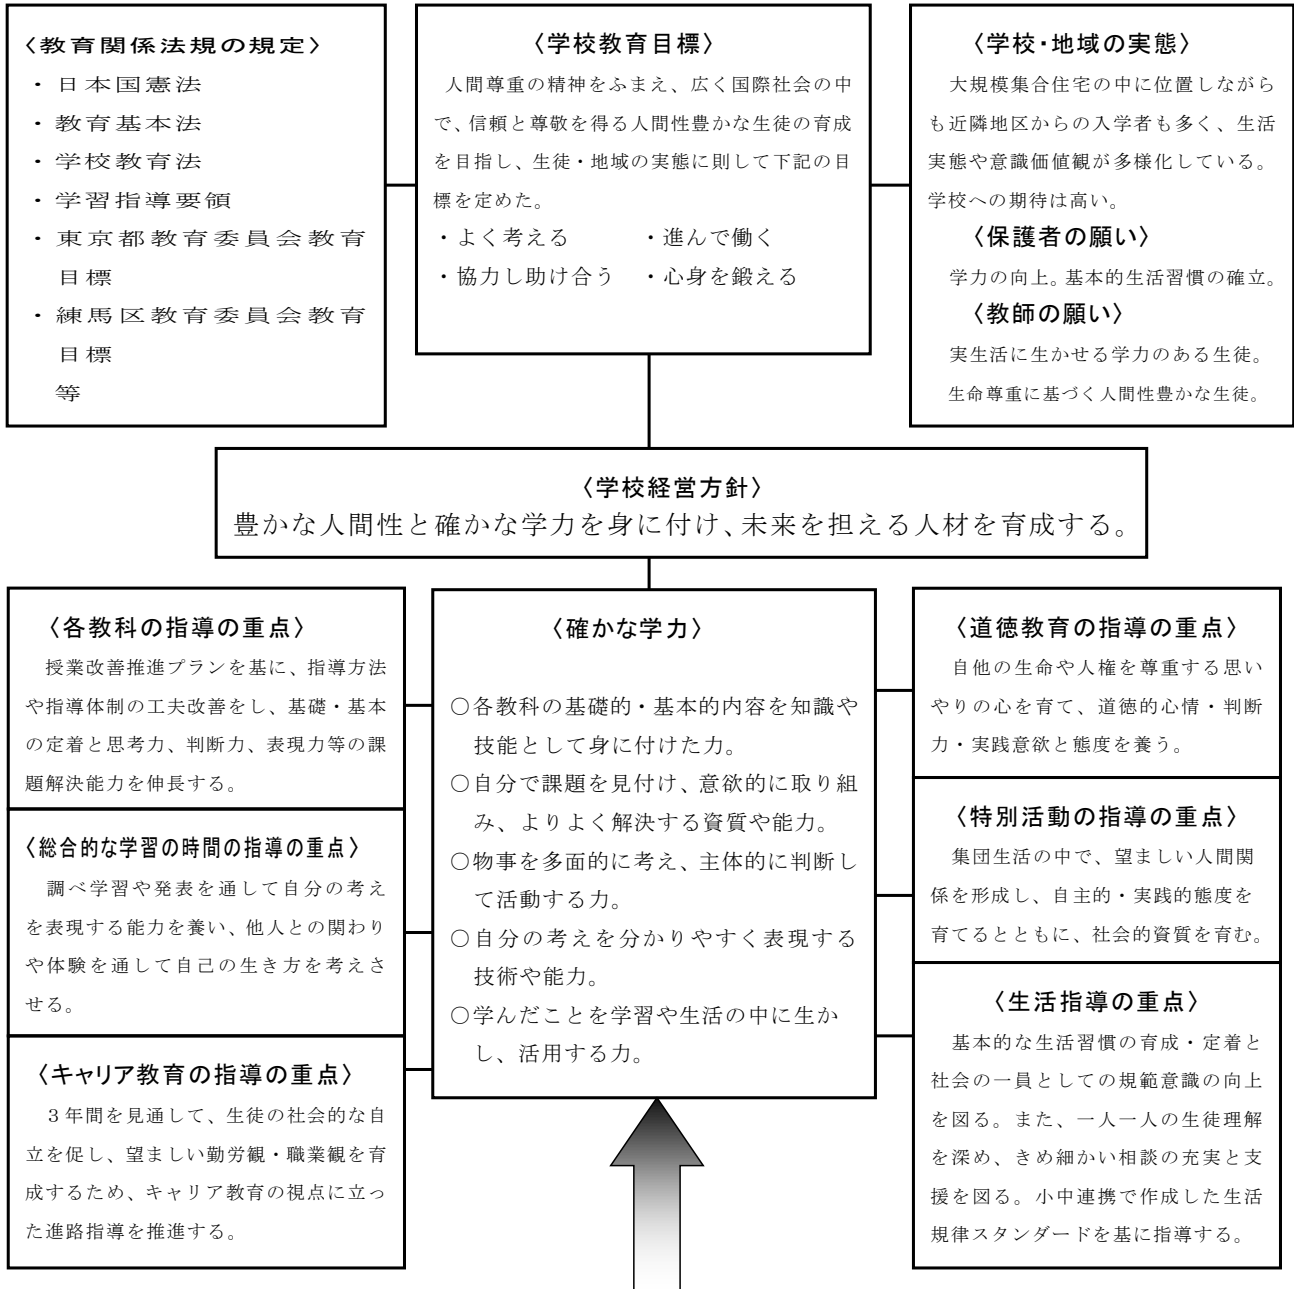 〈教育関係法規の規定〉
・日本国憲法
・教育基本法
・学校教育法
・学習指導要領
・東京都教育委員会教育
目標
・練馬区教育委員会教育
目標
等
〈学校教育目標〉
人間尊重の精神をふまえ、広く国際社会の中
で、信頼と尊敬を得る人間性豊かな生徒の育成
を目指し、生徒・地域の実態に則して下記の目
標を定めた。
・よく考える　　・進んで働く
・協力し助け合う　・心身を鍛える
〈学校・地域の実態〉
大規模集合住宅の中に位置しながら
も近隣地区からの入学者も多く、生活
実態や意識価値観が多様化している。
学校への期待は高い。
〈保護者の願い〉
学力の向上。基本的生活習慣の確立。
〈教師の願い〉
実生活に生かせる学力のある生徒。
生命尊重に基づく人間性豊かな生徒。
〈学校経営方針〉
豊かな人間性と確かな学力を身に付け、未来を担える人材を育成する。
〈各教科の指導の重点〉
授業改善推進プランを基に、指導方法
や指導体制の工夫改善をし、基礎・基本
の定着と思考力、判断力、表現力等の課
題解決能力を伸長する。
〈総合的な学習の時間の指導の重点〉
調べ学習や発表を通して自分の考え
を表現する能力を養い、他人との関わり
や体験を通して自己の生き方を考えさ
せる。
〈キャリア教育の指導の重点〉
３年間を見通して、生徒の社会的な自
立を促し、望ましい勤労観・職業観を育
成するため、キャリア教育の視点に立っ
た進路指導を推進する。
〈確かな学力〉
○各教科の基礎的・基本的内容を知識や
技能として身に付けた力。
○自分で課題を見付け、意欲的に取り組
み、よりよく解決する資質や能力。
○物事を多面的に考え、主体的に判断し
て活動する力。
○自分の考えを分かりやすく表現する
技術や能力。
○学んだことを学習や生活の中に生か
し、活用する力。
〈道徳教育の指導の重点〉
自他の生命や人権を尊重する思い
やりの心を育て、道徳的心情・判断
力・実践意欲と態度を養う。
〈特別活動の指導の重点〉
集団生活の中で、望ましい人間関
係を形成し、自主的・実践的態度を
育てるとともに、社会的資質を育む。
〈生活指導の重点〉
基本的な生活習慣の育成・定着と
社会の一員としての規範意識の向上
を図る。また、一人一人の生徒理解
を深め、きめ細かい相談の充実と支
援を図る。小中連携で作成した生活
規律スタンダードを基に指導する。